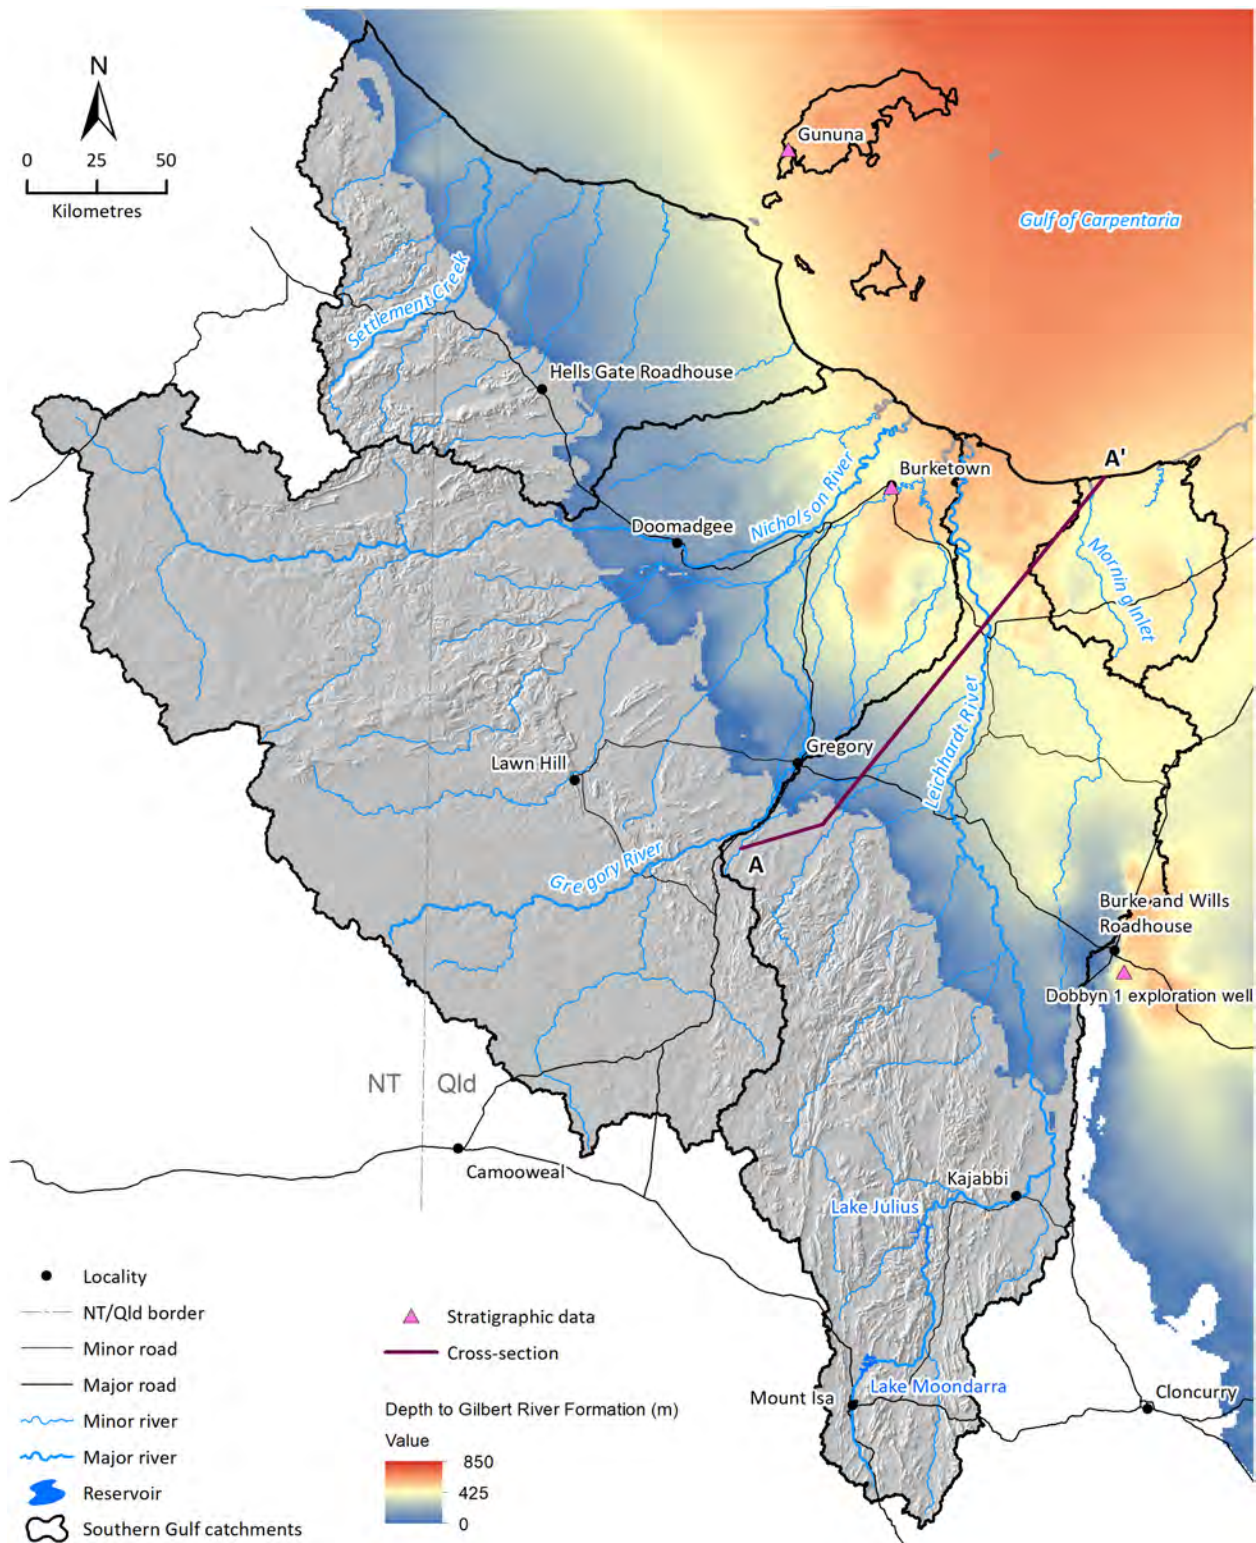 N
0 25 50
Kilometres
Gununa
Gulf of Carpentaria
Settlement Creek
Hells Gate Roadhouse
Burketown
A'
Nicholson River
Doomadgee
Morning Inlet
Leichhardt River
Gregory
Lawn Hill
Gregory River
A
Burke and Wills
Roadhouse
Dobbyn 1 exploration well
NT Qld
Camooweal
Kajabbi
Lake Julius
Lake Moondarra
Mount Isa
Cloncurry
Locality
NT/Qld border
Minor road
Major road
Minor river
Major river
Reservoir
Southern Gulf catchments
Stratigraphic data
Cross-section
Depth to Gilbert River Formation (m)
Value
850
425
0